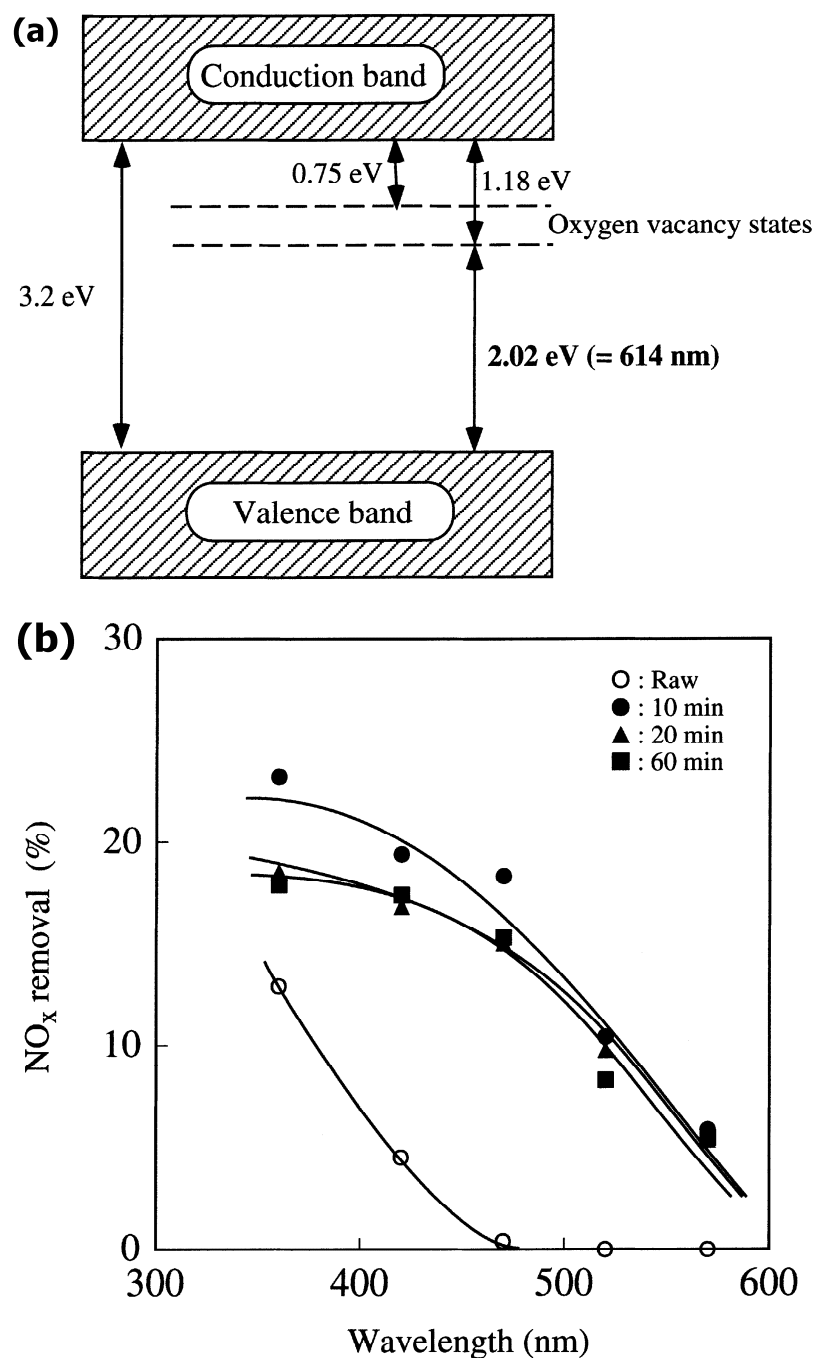 (a)
Conduction band
0.75 eV
1.18 eV
Oxygen vacancy states
3.2 eV
2.02 eV (= 614 nm)
Valence band
(b)
30
20
10
0
NOx removal (%)
○ : Raw
● : 10 min
▲ : 20 min
■ : 60 min
300 400 500 600
Wavelength (nm)